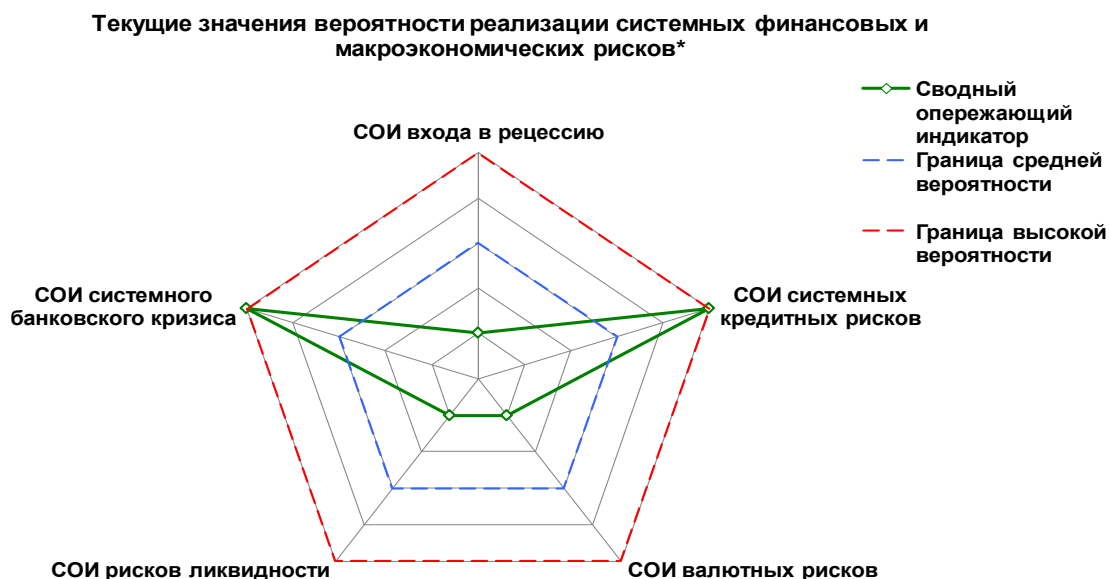 Текущие значения вероятности реализации системных финансовых и
макроэкономических рисков*
Сводный
опережающий
индикатор
Граница средней
вероятности
Граница высокой
вероятности
СОИ входа в рецессию
СОИ системного
банковского кризиса
СОИ системных
кредитных рисков
СОИ рисков ликвидности
СОИ валютных рисков